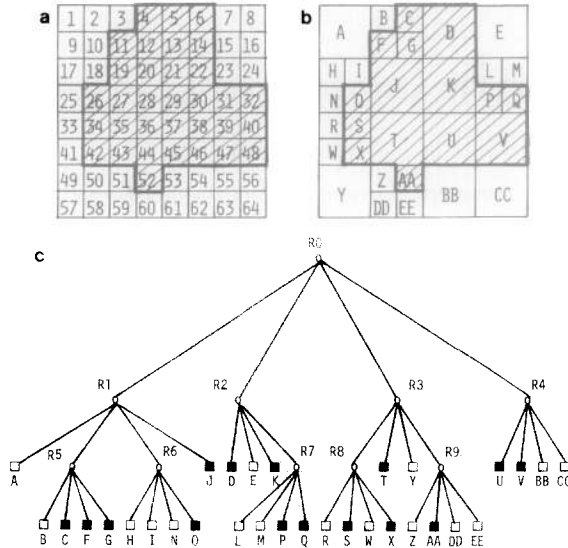 a
1 2 3 4 5 6 7 8
9 10 11 12 13 14 15 16
17 18 19 20 21 22 23 24
25 26 27 28 29 30 31 32
33 34 35 36 37 38 39 40
41 42 43 44 45 46 47 48
49 50 51 52 53 54 55 56
57 58 59 60 61 62 63 64
b
A B C D E
F G
H I J K L M
N O P Q
R S T U V
W X
Y Z AA BB CC
DD EE
c
R0
R1 R2 R3 R4
R5 R6 R7 R8 R9
A J D E K T Y U V BB CC
B C F G H I N O L M P Q R S W X Z AA DD EE